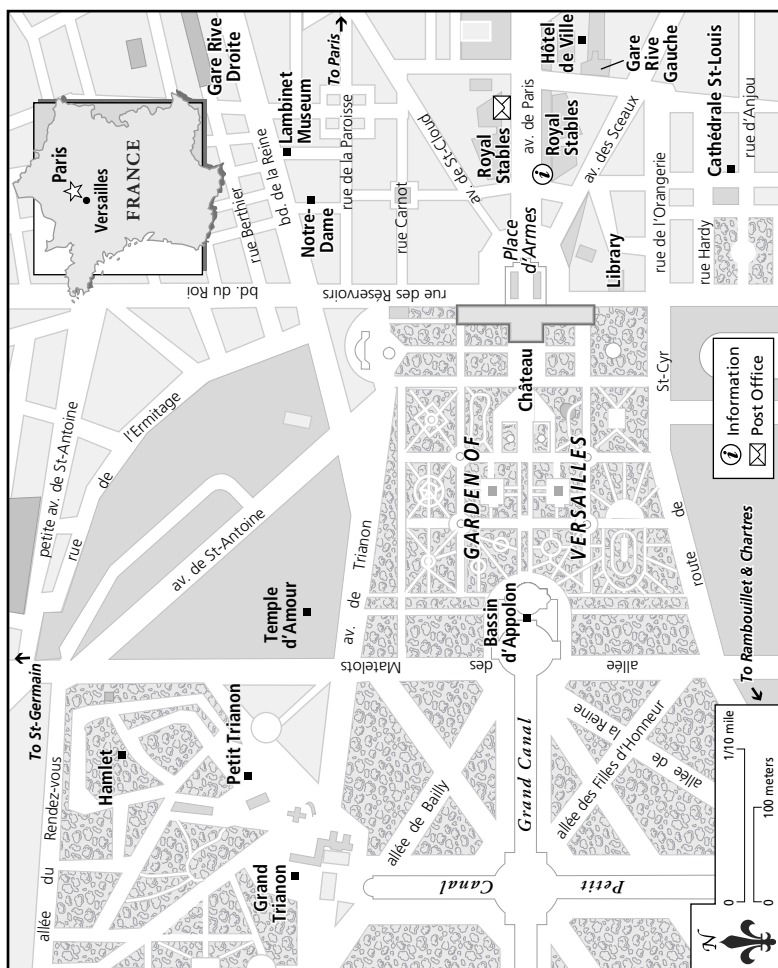 Gare Rive
Droite
Lambinet
Museum
To Paris
Hôtel
de Ville
Gare
Rive
Gauche
Cathédrale St-Louis
rue d'Anjou
Paris
Versailles
FRANCE
rue Berthier
bd. de la Reine
rue de la Paroisse
av. de St-Cloud
Royal
Stables
av. de Paris
i
Royal
Stables
av. des Sceaux
Notre-
Dame
rue Carnot
Place
d'Armes
rue de l'Orangerie
Library
rue Hardy
bd. du Roi
rue des Réservoirs
petite av. de St-Antoine
rue de l'Ermitage
av. de St-Antoine
Château
St-Cyr
GARDEN OF
VERSAILLES
route de
Temple
d'Amour
av. de Trianon
Bassin
d'Appolon
To St-Germain
allée des Matelots
To Rambouillet & Chartres
allée du Rendez-vous
Hamlet
Petit Trianon
Grand
Trianon
allée de Bailly
Grand Canal
allée de
la Reine
allée des Filles d'Honneur
Petit Canal
i Information
Post Office
0 1/10 mile
0 100 meters
N